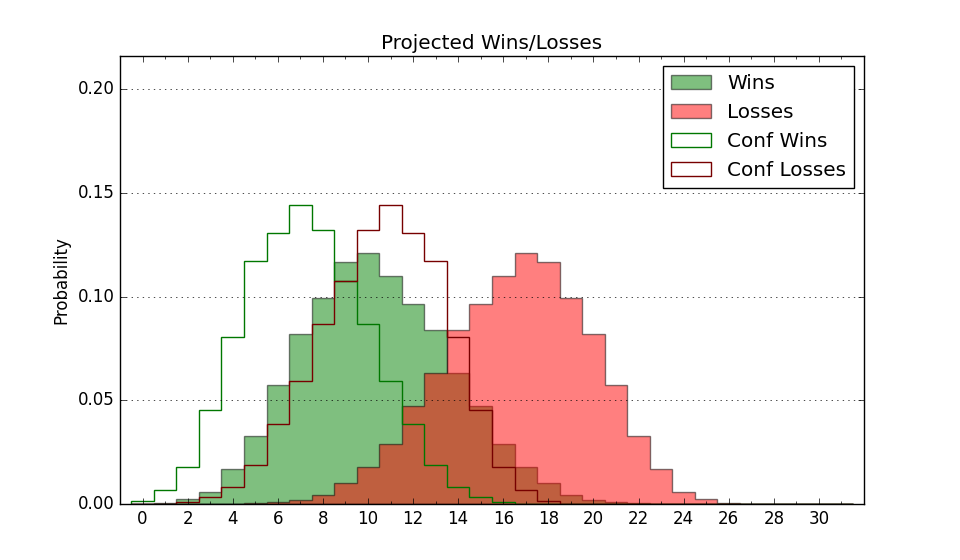 Projected Wins/Losses
0.20
0.15
0.10
0.05
0.00
Probability
Wins
Losses
Conf Wins
Conf Losses
0 2 4 6 8 10 12 14 16 18 20 22 24 26 28 30